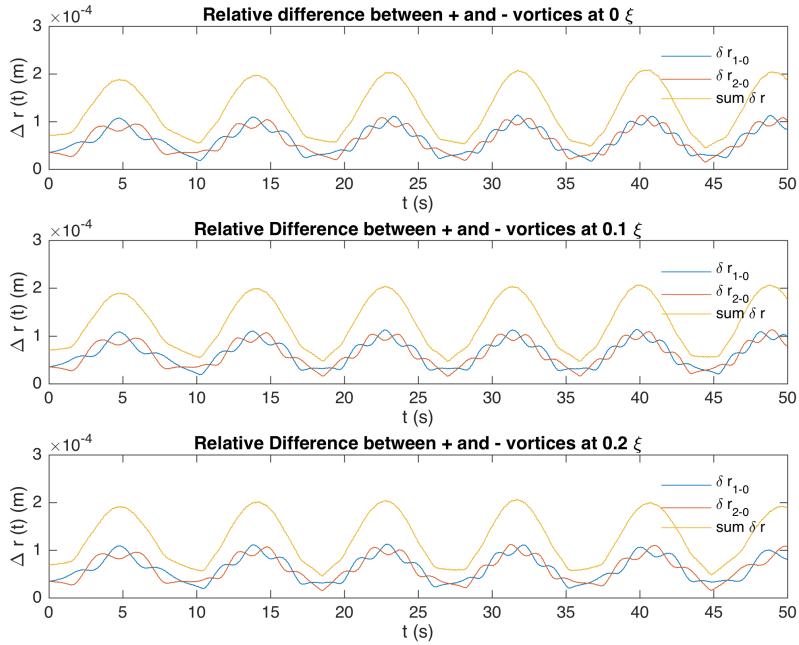 Relative difference between + and - vortices at 0 ξ
×10⁻⁴
3
2
1
0
Δ r (t) (m)
δ r₁₋₀
δ r₂₋₀
sum δ r
0 5 10 15 20 25 30 35 40 45 50
t (s)
Relative Difference between + and - vortices at 0.1 ξ
×10⁻⁴
3
2
1
0
Δ r (t) (m)
δ r₁₋₀
δ r₂₋₀
sum δ r
0 5 10 15 20 25 30 35 40 45 50
t (s)
Relative Difference between + and - vortices at 0.2 ξ
×10⁻⁴
3
2
1
0
Δ r (t) (m)
δ r₁₋₀
δ r₂₋₀
sum δ r
0 5 10 15 20 25 30 35 40 45 50
t (s)